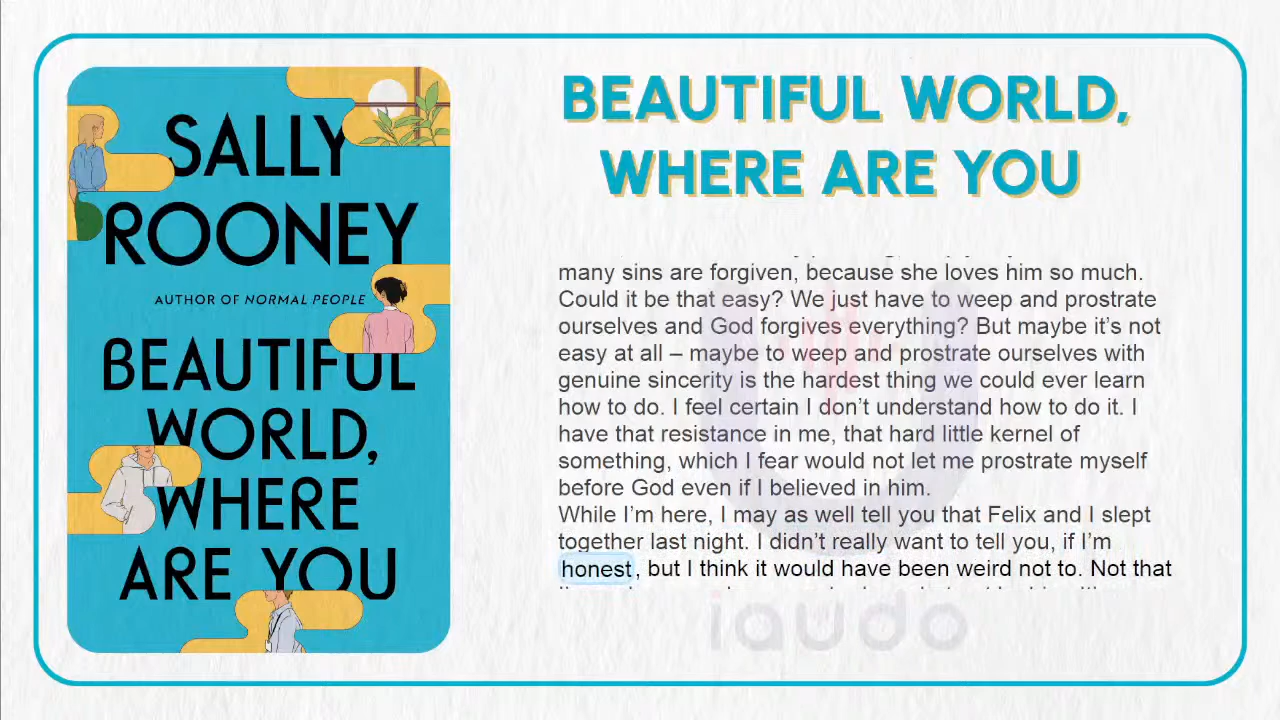 SALLY
ROONEY
AUTHOR OF NORMAL PEOPLE
BEAUTIFUL
WORLD,
WHERE
ARE YOU
BEAUTIFUL WORLD,
WHERE ARE YOU
many sins are forgiven, because she loves him so much.
Could it be that easy? We just have to weep and prostrate
ourselves and God forgives everything? But maybe it’s not
easy at all – maybe to weep and prostrate ourselves with
genuine sincerity is the hardest thing we could ever learn
how to do. I feel certain I don’t understand how to do it. I
have that resistance in me, that hard little kernel of
something, which I fear would not let me prostrate myself
before God even if I believed in him.
While I’m here, I may as well tell you that Felix and I slept
together last night. I didn’t really want to tell you, if I’m
honest, but I think it would have been weird not to. Not that
iaudo